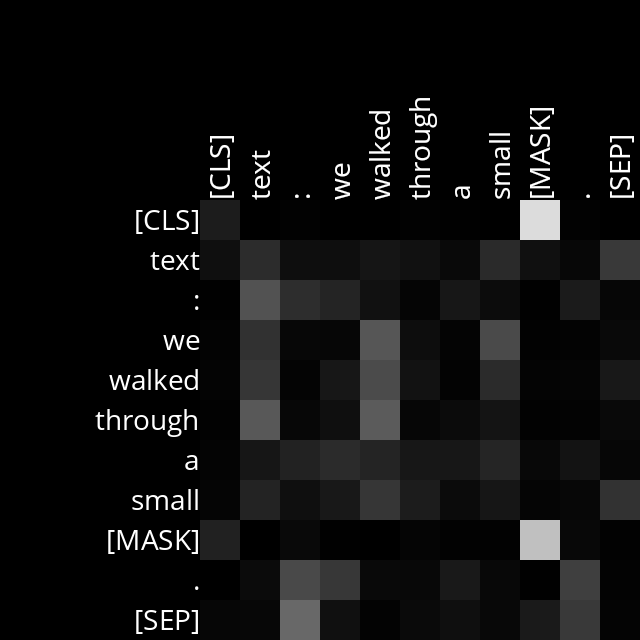 [CLS] text : we walked through a small [MASK] . [SEP]
[CLS]
text
:
we
walked
through
a
small
[MASK]
.
[SEP]